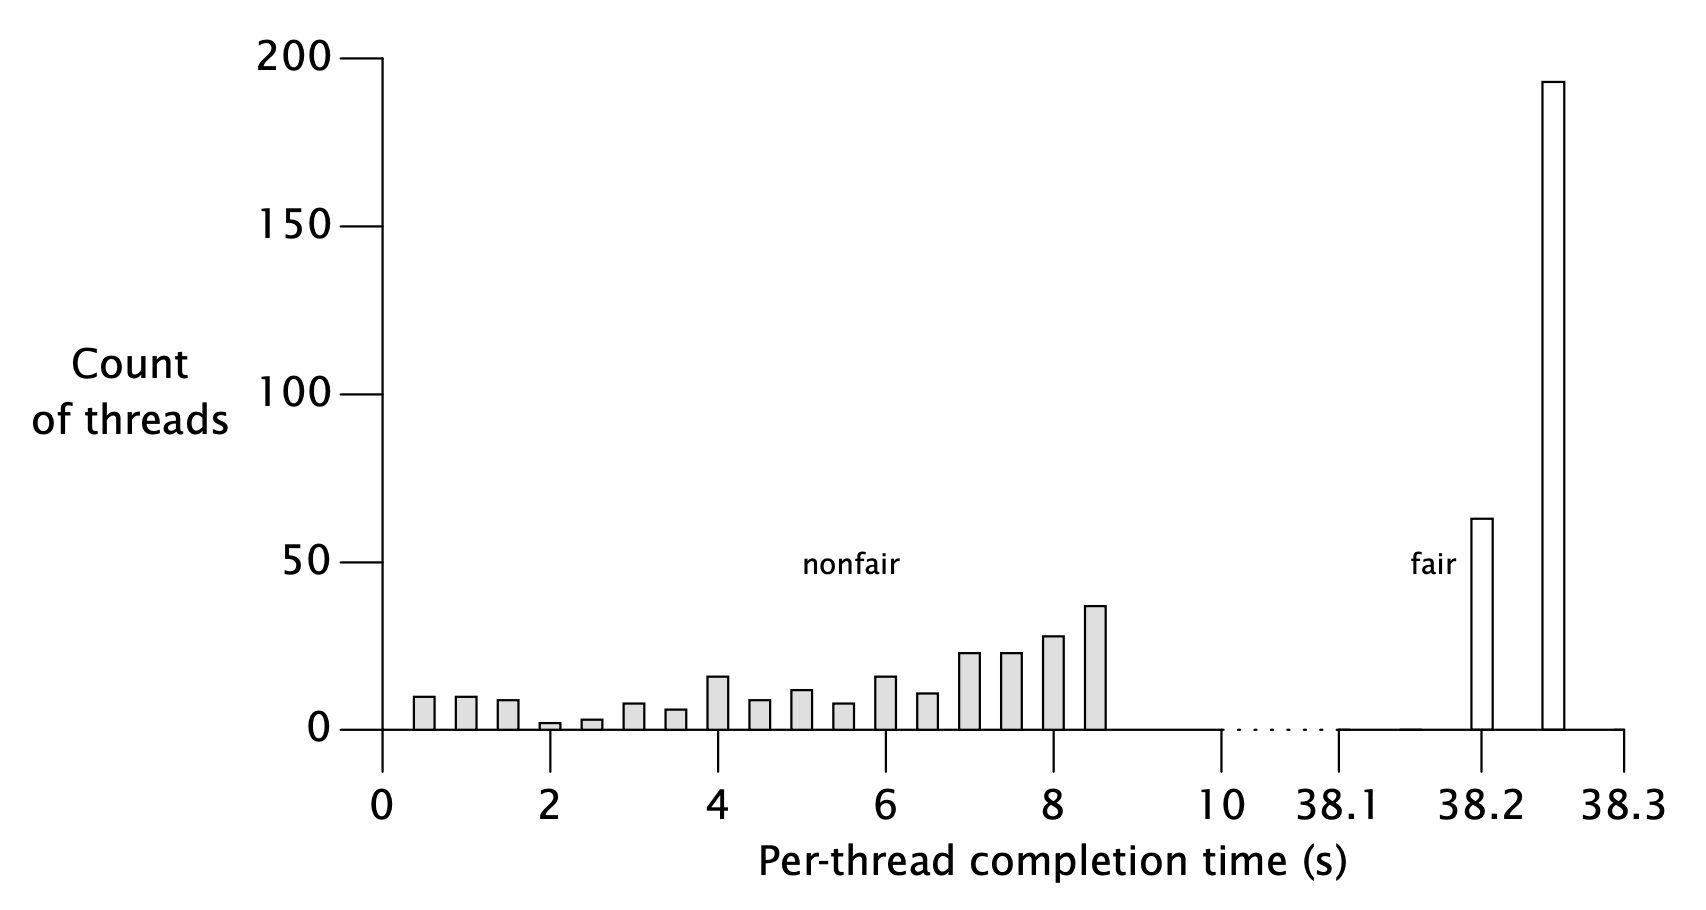 200
150
100
50
0
Count
of threads
nonfair
fair
0 2 4 6 8 10 38.1 38.2 38.3
Per-thread completion time (s)